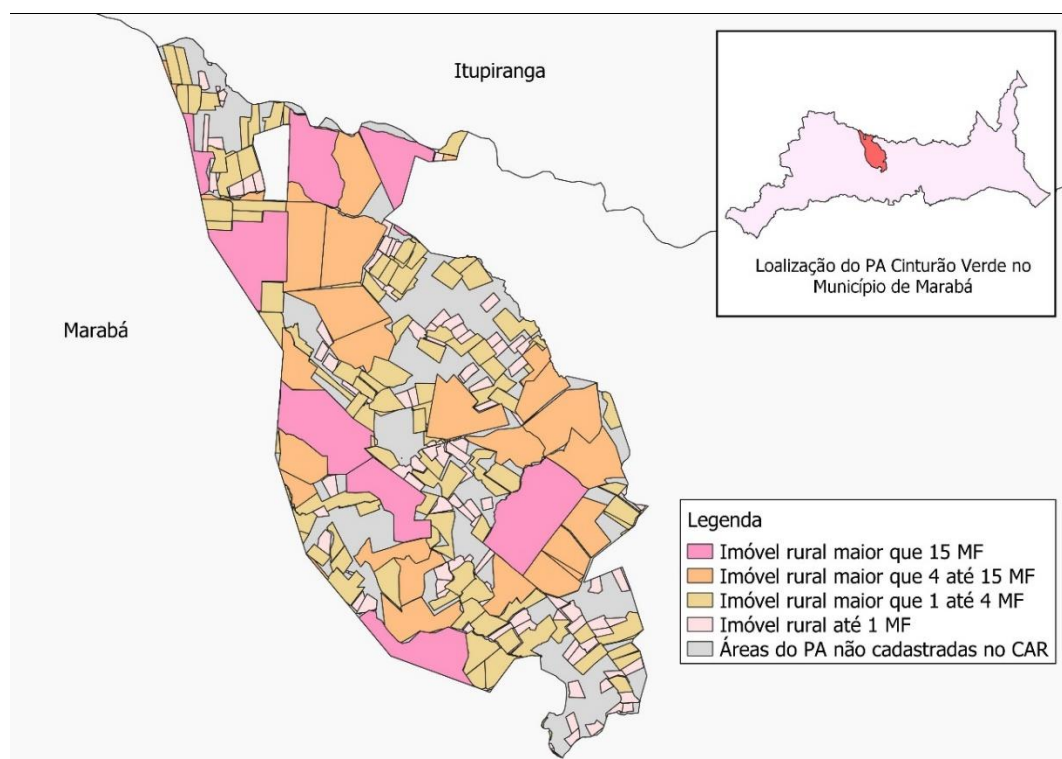 Itupiranga
Loalização do PA Cinturão Verde no
Município de Marabá
Marabá
Legenda
Imóvel rural maior que 15 MF
Imóvel rural maior que 4 até 15 MF
Imóvel rural maior que 1 até 4 MF
Imóvel rural até 1 MF
Áreas do PA não cadastradas no CAR